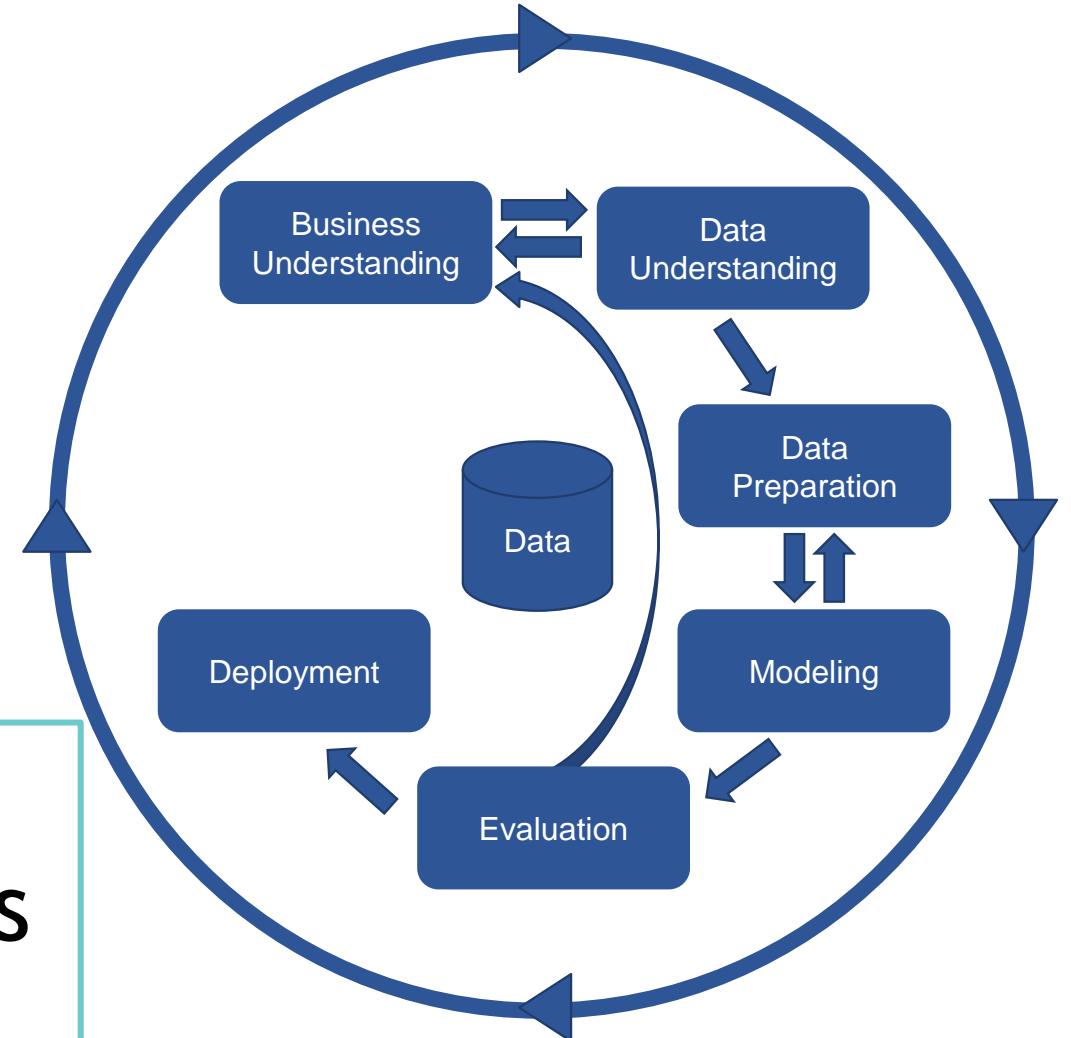 Business
Understanding
Data
Understanding
Data
Preparation
Data
Deployment
Modeling
Evaluation
s